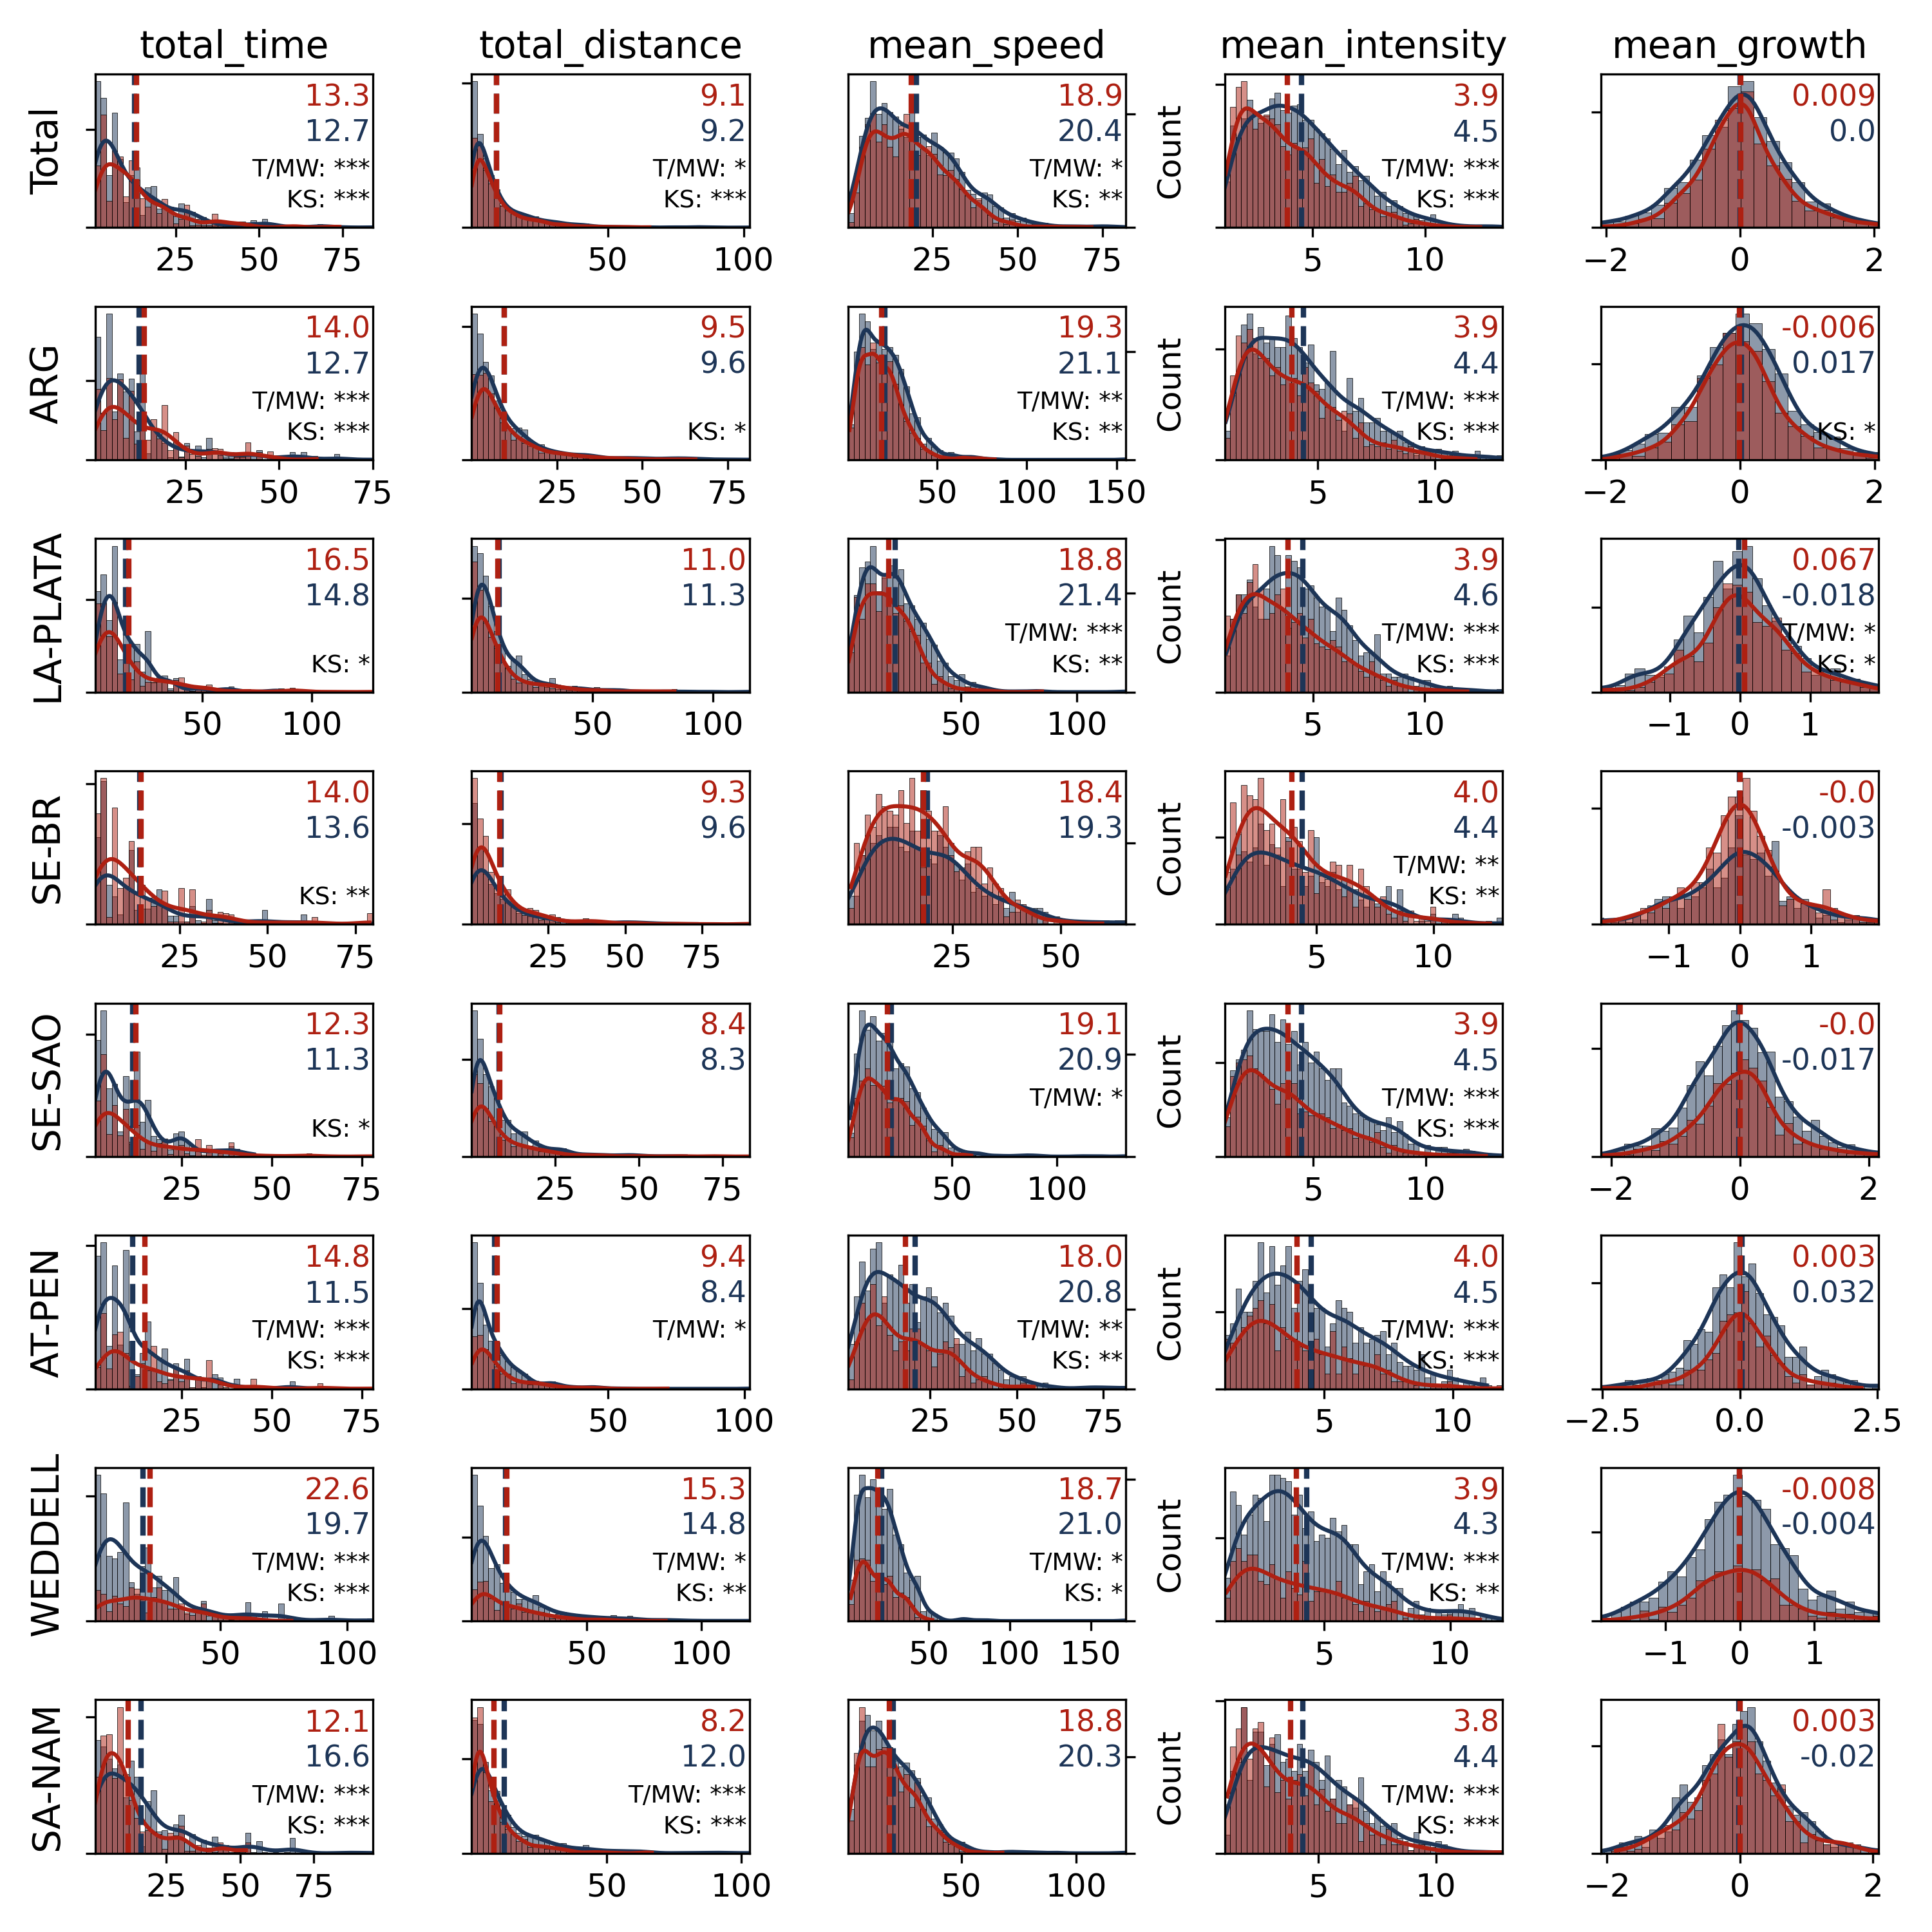 total_time total_distance mean_speed mean_intensity mean_growth
Total
13.3
12.7
T/MW: ***
KS: ***
25 50 75
9.1
9.2
T/MW: *
KS: ***
50 100
18.9
20.4
T/MW: *
KS: **
25 50 75
Count
3.9
4.5
T/MW: ***
KS: ***
5 10
0.009
0.0
−2 0 2
ARG
14.0
12.7
T/MW: ***
KS: ***
25 50 75
9.5
9.6
KS: *
25 50 75
19.3
21.1
T/MW: **
KS: **
50 100 150
Count
3.9
4.4
T/MW: ***
KS: ***
5 10
-0.006
0.017
KS: *
−2 0 2
LA-PLATA
16.5
14.8
KS: *
50 100
11.0
11.3
50 100
18.8
21.4
T/MW: ***
KS: **
50 100
Count
3.9
4.6
T/MW: ***
KS: ***
5 10
0.067
-0.018
T/MW: *
KS: *
−1 0 1
SE-BR
14.0
13.6
KS: **
25 50 75
9.3
9.6
25 50 75
18.4
19.3
25 50
Count
4.0
4.4
T/MW: **
KS: **
5 10
-0.0
-0.003
−1 0 1
SE-SAO
12.3
11.3
KS: *
25 50 75
8.4
8.3
25 50 75
19.1
20.9
T/MW: *
50 100
Count
3.9
4.5
T/MW: ***
KS: ***
5 10
-0.0
-0.017
−2 0 2
AT-PEN
14.8
11.5
T/MW: ***
KS: ***
25 50 75
9.4
8.4
T/MW: *
50 100
18.0
20.8
T/MW: **
KS: **
25 50 75
Count
4.0
4.5
T/MW: ***
KS: ***
5 10
0.003
0.032
−2.5 0.0 2.5
WEDDELL
22.6
19.7
T/MW: ***
KS: ***
50 100
15.3
14.8
T/MW: *
KS: **
50 100
18.7
21.0
T/MW: *
KS: *
50 100 150
Count
3.9
4.3
T/MW: ***
KS: **
5 10
-0.008
-0.004
−1 0 1
SA-NAM
12.1
16.6
T/MW: ***
KS: ***
25 50 75
8.2
12.0
T/MW: ***
KS: ***
50 100
18.8
20.3
50 100
Count
3.8
4.4
T/MW: ***
KS: ***
5 10
0.003
-0.02
−2 0 2